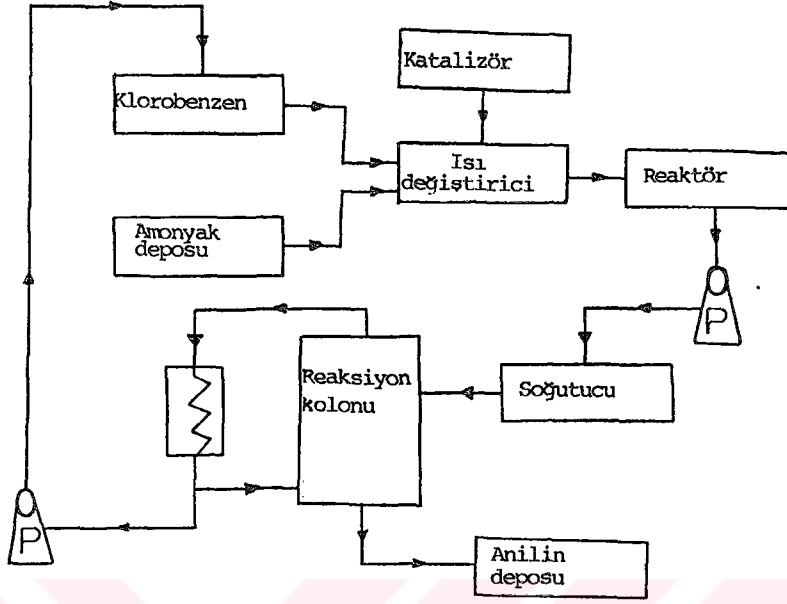 Katalizör
Klorobenzen
Isı
değiştirici
Reaktör
Amonyak
deposu
P
Reaksiyon
kolonu
Soğutucu
P
Anilin
deposu